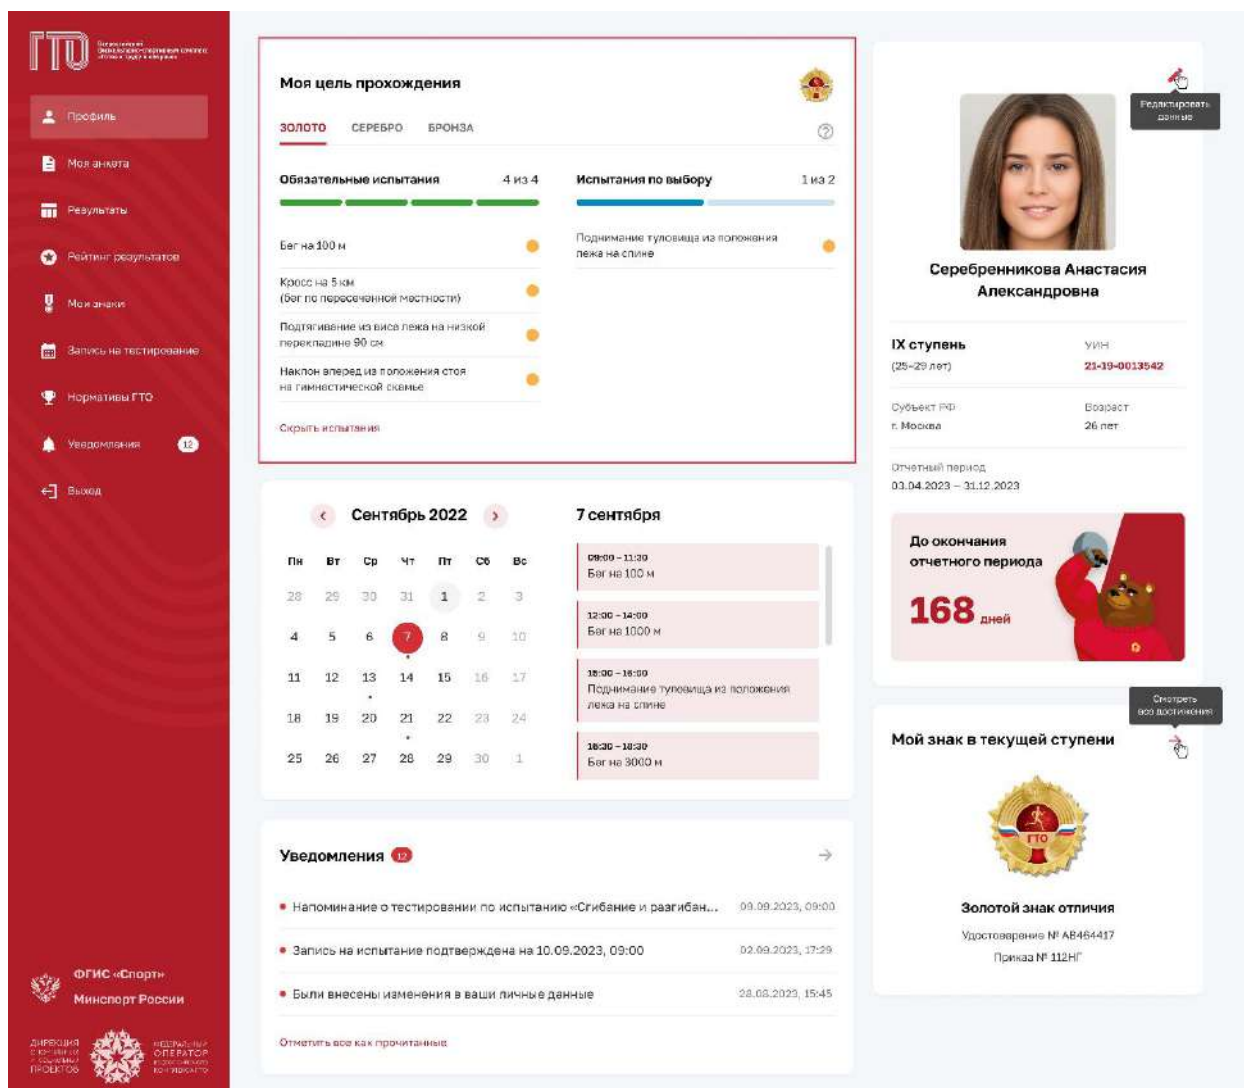 ГТО
Профиль
Моя анкета
Результаты
Рейтинг результатов
Мои знаки
Запись на тестирование
Нормативы ГТО
Уведомления 12
Выход
ФГИС «Спорт»
Минспорт России
ДИРЕКЦИЯ
ПРОЕКТОВ
ФЕДЕРАЛЬНЫЙ
ОПЕРАТОР
Моя цель прохождения
ЗОЛОТО СЕРЕБРО БРОНЗА
Обязательные испытания 4 из 4
Бег на 100 м
Кросс на 5 км
(бег по пересеченной местности)
Подтягивание из виса лежа на низкой
перекладине 90 см
Наклон вперед из положения стоя
на гимнастической скамье
Скрыть испытания
Испытания по выбору 1 из 2
Поднимание туловища из положения
лежа на спине
Сентябрь 2022
Пн Вт Ср Чт Пт Сб Вс
28 29 30 31 1 2 3
4 5 6 7 8 9 10
11 12 13 14 15 16 17
18 19 20 21 22 23 24
25 26 27 28 29 30 1
7 сентября
09:00 – 11:30
Бег на 100 м
12:00 – 14:00
Бег на 1000 м
15:00 – 16:00
Поднимание туловища из положения
лежа на спине
16:30 – 18:30
Бег на 3000 м
Уведомления 12
Напоминание о тестировании по испытанию «Сгибание и разгибан... 09.09.2023, 09:00
Запись на испытание подтверждена на 10.09.2023, 09:00 02.09.2023, 17:29
Были внесены изменения в ваши личные данные 28.08.2023, 15:45
Отметить все как прочитанные
Редактировать
данные
Серебренникова Анастасия
Александровна
IX ступень
(25–29 лет)
УИН
21-19-0013542
Субъект РФ
г. Москва
Возраст
26 лет
Отчетный период
03.04.2023 – 31.12.2023
До окончания
отчетного периода
168 дней
Смотреть
все достижения
Мой знак в текущей ступени
ГТО
Золотой знак отличия
Удостоверение № АВ464417
Приказ № 112НГ